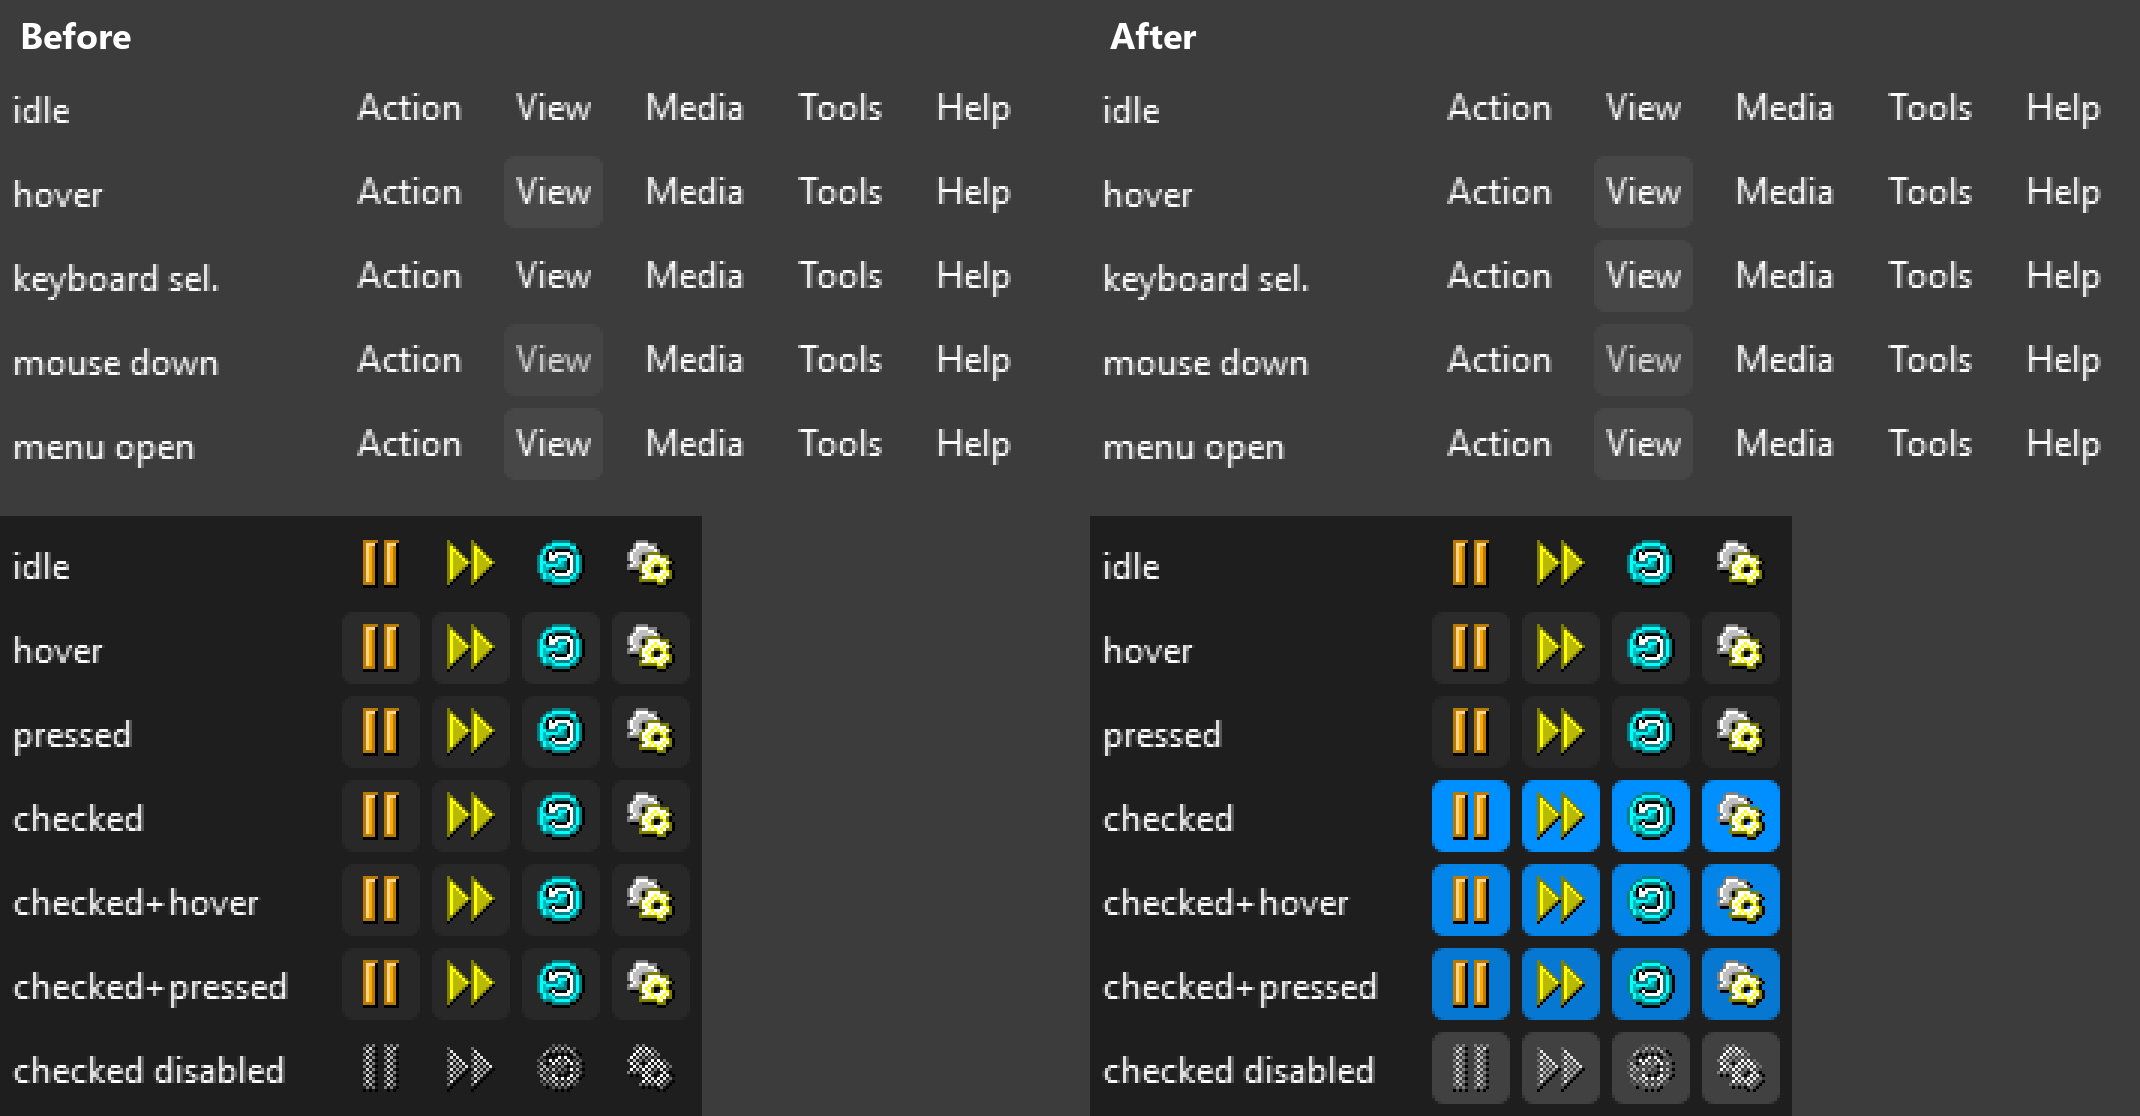 Before
idle Action View Media Tools Help
hover Action View Media Tools Help
keyboard sel. Action View Media Tools Help
mouse down Action View Media Tools Help
menu open Action View Media Tools Help
idle
hover
pressed
checked
checked+hover
checked+pressed
checked disabled
After
idle Action View Media Tools Help
hover Action View Media Tools Help
keyboard sel. Action View Media Tools Help
mouse down Action View Media Tools Help
menu open Action View Media Tools Help
idle
hover
pressed
checked
checked+hover
checked+pressed
checked disabled